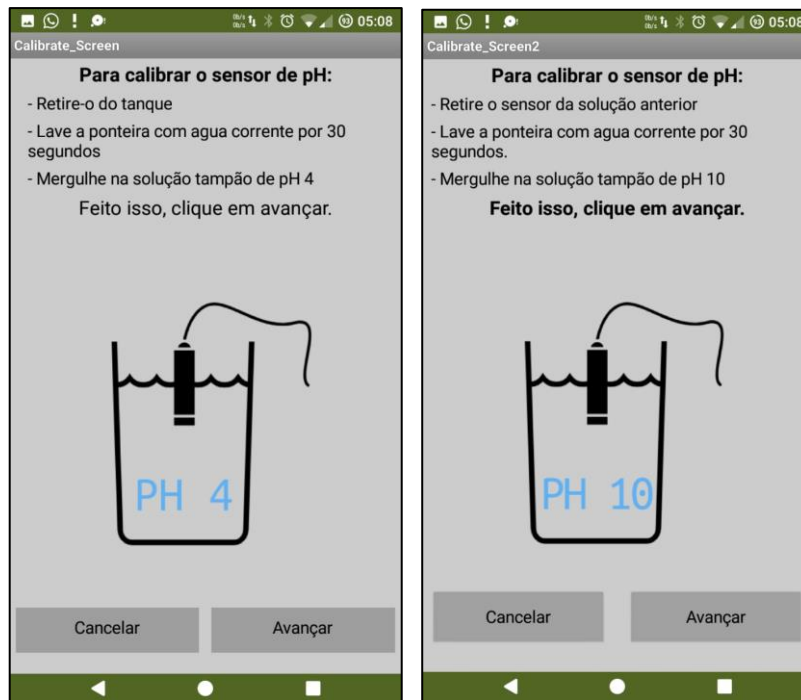 93 05:08
Calibrate_Screen
Para calibrar o sensor de pH:
- Retire-o do tanque
- Lave a ponteira com agua corrente por 30
segundos
- Mergulhe na solução tampão de pH 4
Feito isso, clique em avançar.
PH 4
Cancelar Avançar
93 05:08
Calibrate_Screen2
Para calibrar o sensor de pH:
- Retire o sensor da solução anterior
- Lave a ponteira com agua corrente por 30
segundos.
- Mergulhe na solução tampão de pH 10
Feito isso, clique em avançar.
PH 10
Cancelar Avançar